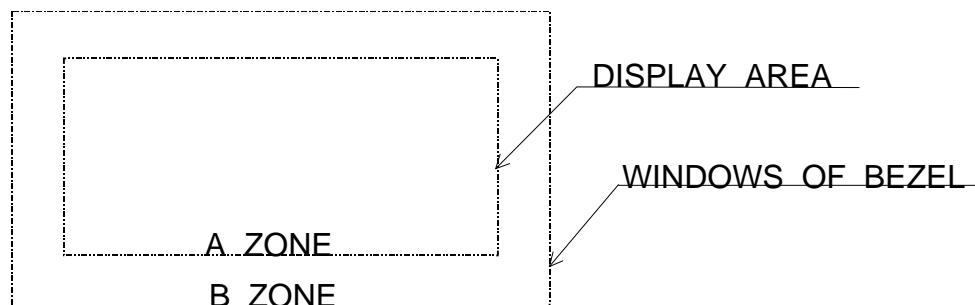 DISPLAY AREA
WINDOWS OF BEZEL
A ZONE
B ZONE